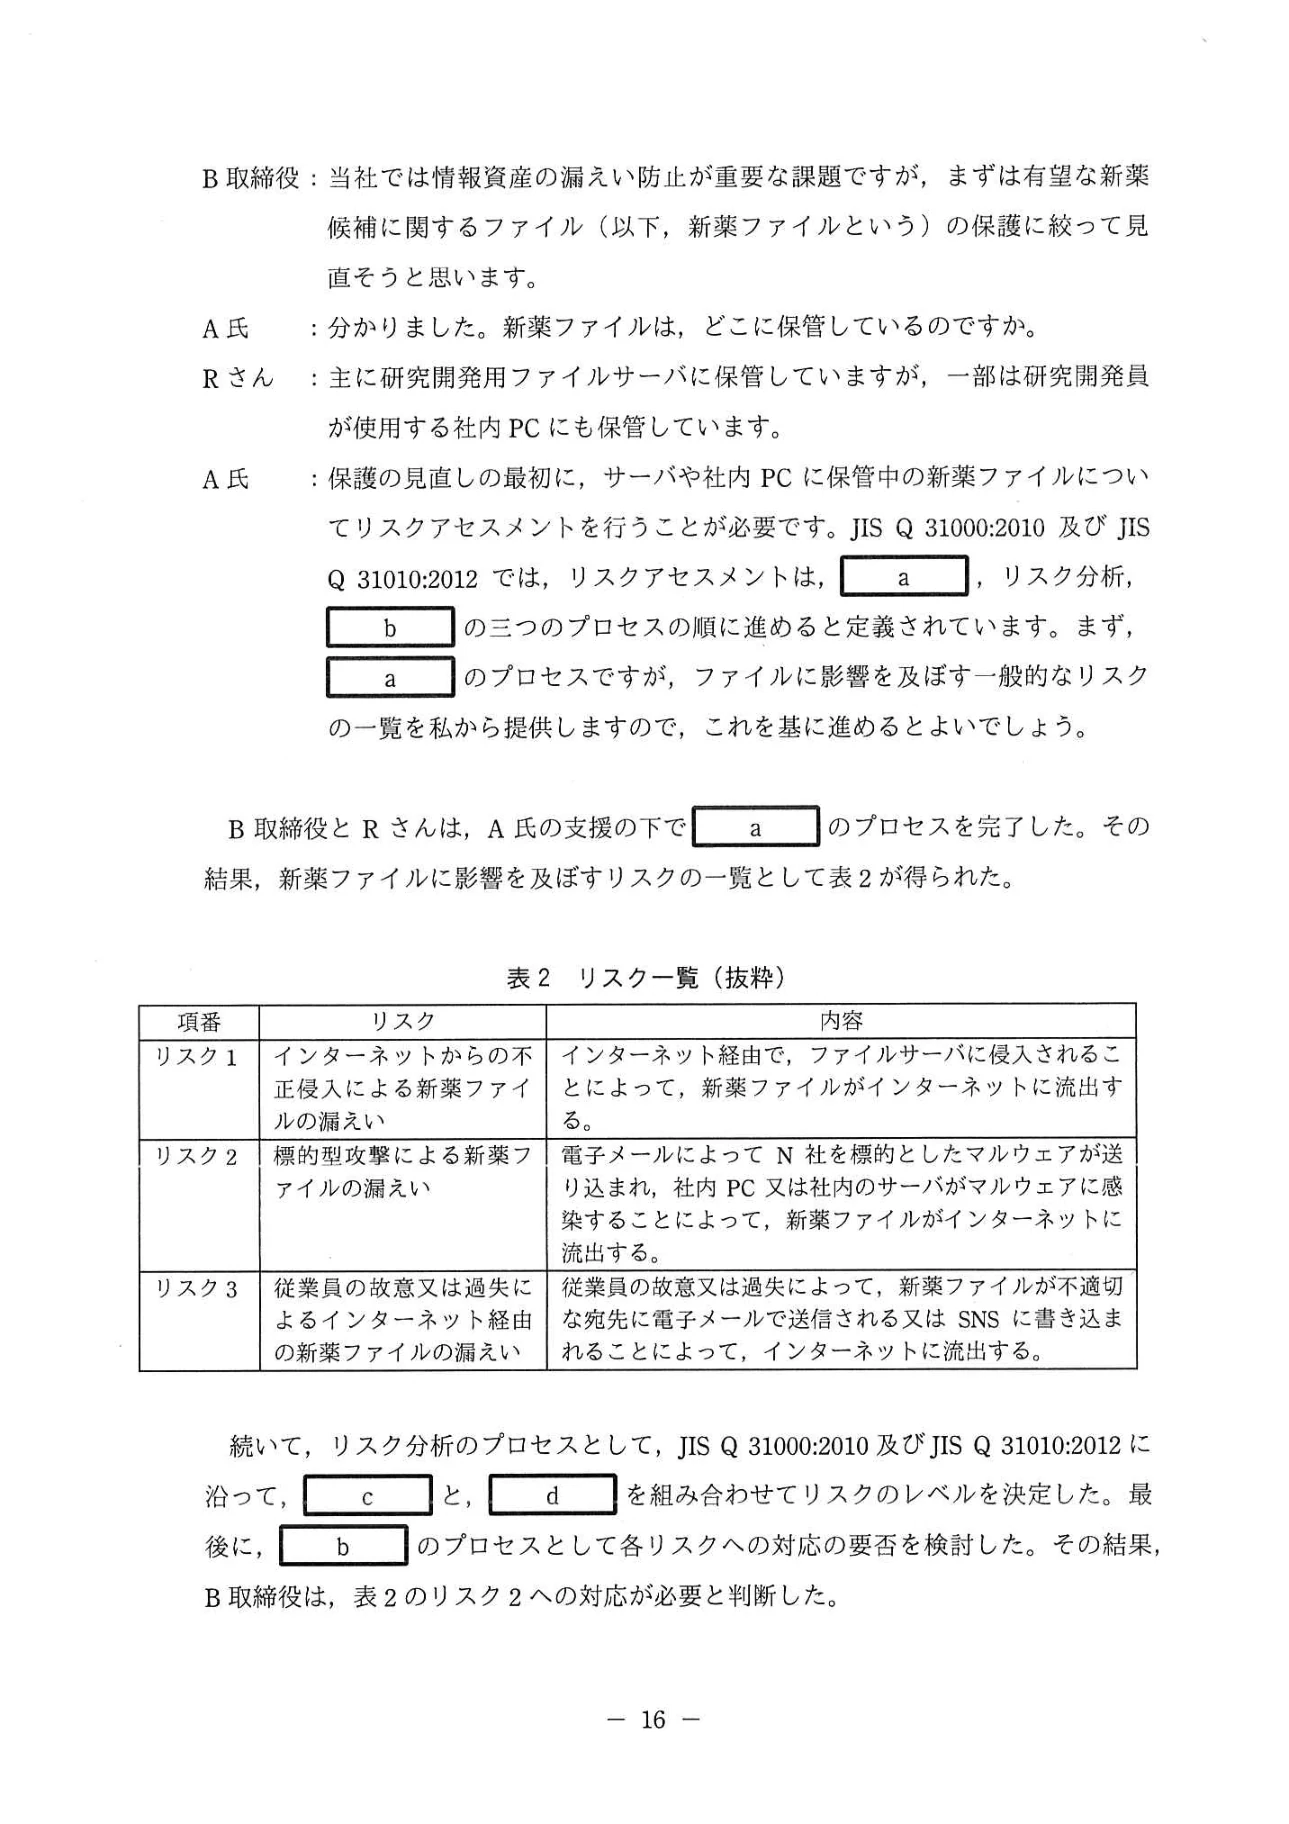 B 取締役：当社では情報資産の漏えい防止が重要な課題ですが，まずは有望な新薬
候補に関するファイル（以下，新薬ファイルという）の保護に絞って見
直そうと思います。
A 氏　　：分かりました。新薬ファイルは，どこに保管しているのですか。
R さん　：主に研究開発用ファイルサーバに保管していますが，一部は研究開発員
が使用する社内 PC にも保管しています。
A 氏　　：保護の見直しの最初に，サーバや社内 PC に保管中の新薬ファイルについ
てリスクアセスメントを行うことが必要です。JIS Q 31000:2010 及び JIS
Q 31010:2012 では，リスクアセスメントは， a ，リスク分析，
b の三つのプロセスの順に進めると定義されています。まず，
a のプロセスですが，ファイルに影響を及ぼす一般的なリスク
の一覧を私から提供しますので，これを基に進めるとよいでしょう。
B 取締役と R さんは，A 氏の支援の下で a のプロセスを完了した。その
結果，新薬ファイルに影響を及ぼすリスクの一覧として表 2 が得られた。
表 2　リスク一覧（抜粋）
項番　リスク　内容
リスク 1　インターネットからの不　インターネット経由で，ファイルサーバに侵入されるこ
正侵入による新薬ファイ　とによって，新薬ファイルがインターネットに流出す
ルの漏えい　る。
リスク 2　標的型攻撃による新薬フ　電子メールによって N 社を標的としたマルウェアが送
ァイルの漏えい　り込まれ，社内 PC 又は社内のサーバがマルウェアに感
染することによって，新薬ファイルがインターネットに
流出する。
リスク 3　従業員の故意又は過失に　従業員の故意又は過失によって，新薬ファイルが不適切
よるインターネット経由　な宛先に電子メールで送信される又は SNS に書き込ま
の新薬ファイルの漏えい　れることによって，インターネットに流出する。
続いて，リスク分析のプロセスとして，JIS Q 31000:2010 及び JIS Q 31010:2012 に
沿って， c と， d を組み合わせてリスクのレベルを決定した。最
後に， b のプロセスとして各リスクへの対応の要否を検討した。その結果，
B 取締役は，表 2 のリスク 2 への対応が必要と判断した。
－ 16 －